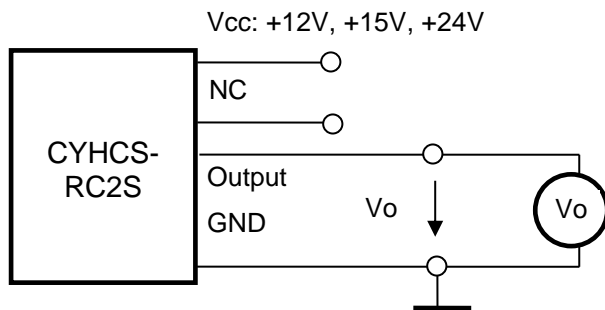 Vcc: +12V, +15V, +24V
NC
CYHCS-
RC2S
Output
GND
Vo
Vo